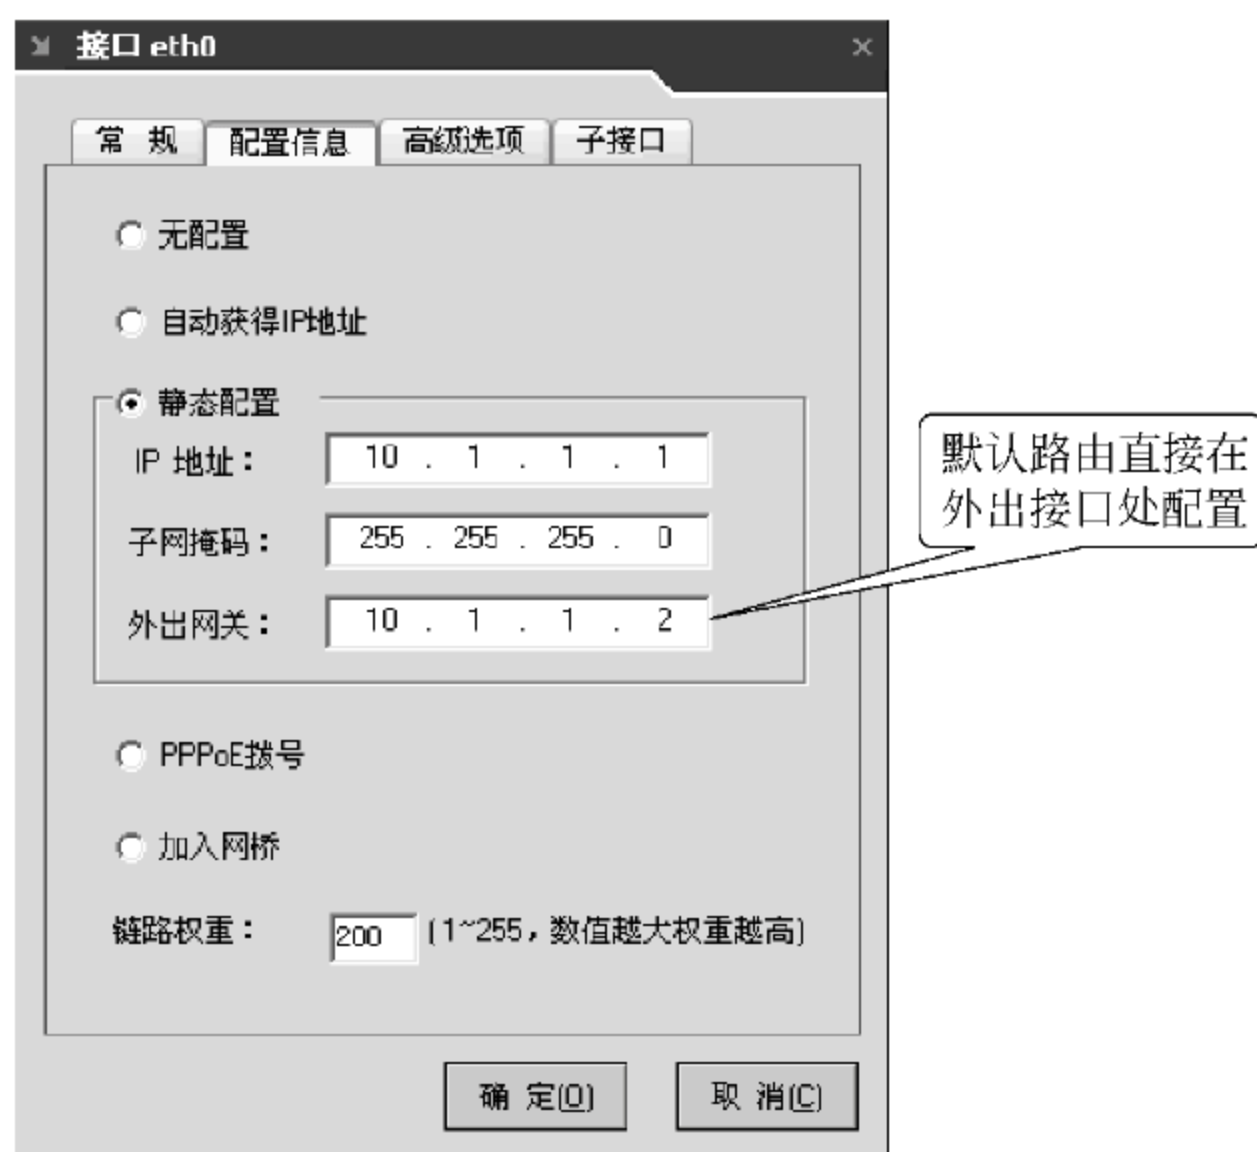 接口 eth0
常 规 配置信息 高级选项 子接口
无配置
自动获得IP地址
静态配置
IP 地址： 10 . 1 . 1 . 1
子网掩码： 255 . 255 . 255 . 0
外出网关： 10 . 1 . 1 . 2
默认路由直接在
外出接口处配置
PPPoE拨号
加入网桥
链路权重： 200 (1~255，数值越大权重越高)
确 定(O) 取 消(C)